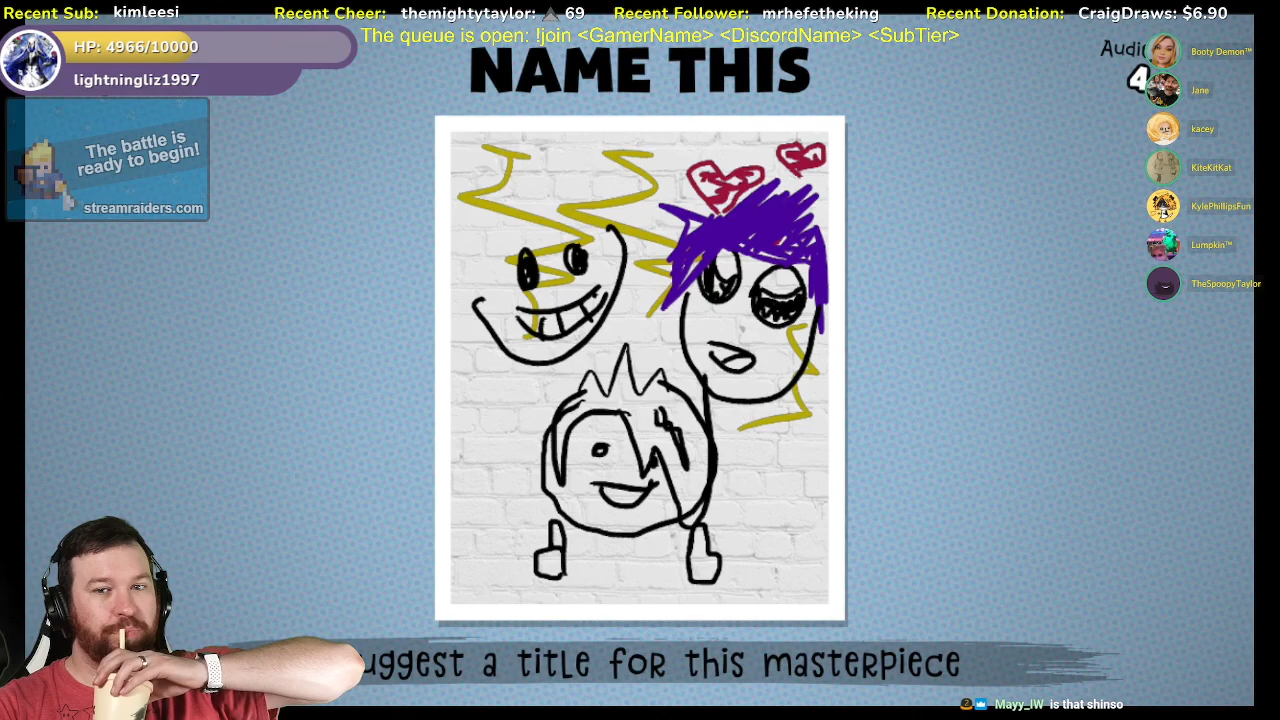 Recent Sub: kimleesi Recent Cheer: themightytaylor: 69 Recent Follower: mrhefetheking Recent Donation: CraigDraws: $6.90
The queue is open: !join <GamerName> <DiscordName> <SubTier>
HP: 4966/10000
lightningliz1997
The battle is
ready to begin!
streamraiders.com
NAME THIS
4
Booty Demon™
Jane
kacey
KiteKitKat
KylePhillipsFun
Lumpkin™
TheSpoopyTaylor
uggest a title for this masterpiece
2 Mayy_IW is that shinso